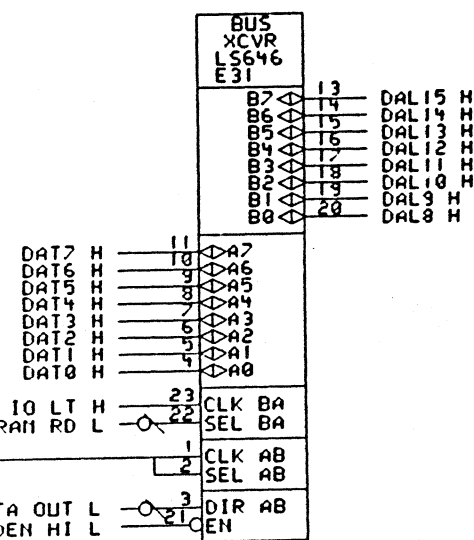 BUS
XCVR
LS646
E31
B7 13 DAL15 H
B6 14 DAL14 H
B5 15 DAL13 H
B4 16 DAL12 H
B3 17 DAL11 H
B2 18 DAL10 H
B1 19 DAL9 H
B0 20 DAL8 H
DAT7 H 11 A7
DAT6 H 10 A6
DAT5 H 9 A5
DAT4 H 8 A4
DAT3 H 7 A3
DAT2 H 6 A2
DAT1 H 5 A1
DAT0 H 4 A0
IO LT H 23 CLK BA
RAM RD L 22 SEL BA
1 CLK AB
2 SEL AB
TA OUT L 3 DIR AB
DEN HI L 21 EN